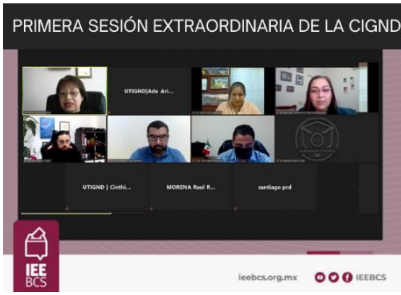 PRIMERA SESIÓN EXTRAORDINARIA DE LA CIGND
UTIGND|Ada Ari...
UTIGND | Cinthi...
MORENA Raul R...
santiago prd
IEE
BCS
ieebcs.org.mx
IEEBCS